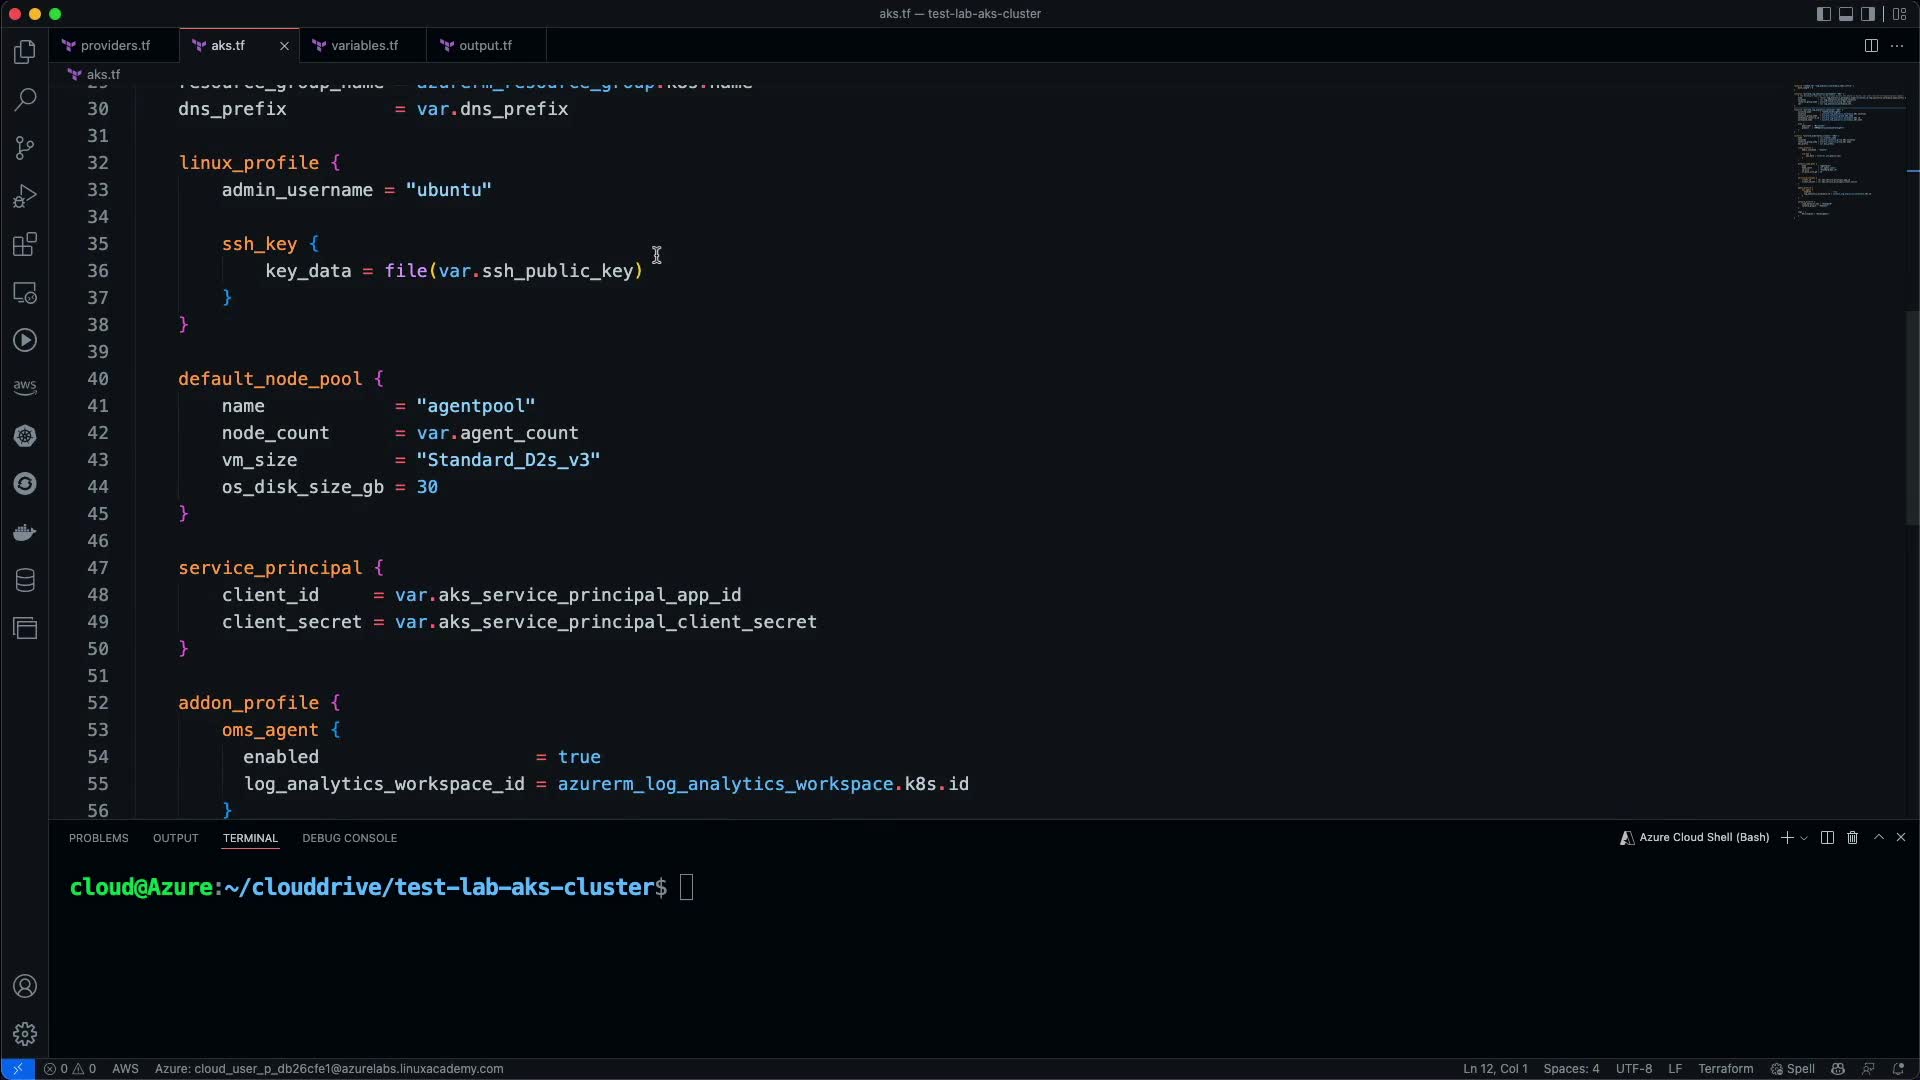 aks.tf — test-lab-aks-cluster
providers.tf
aks.tf
variables.tf
output.tf
aks.tf
29 resource_group_name = azurerm_resource_group.k8s.name
30 dns_prefix = var.dns_prefix
31
32 linux_profile {
33 admin_username = "ubuntu"
34
35 ssh_key {
36 key_data = file(var.ssh_public_key)
37 }
38 }
39
40 default_node_pool {
41 name = "agentpool"
42 node_count = var.agent_count
43 vm_size = "Standard_D2s_v3"
44 os_disk_size_gb = 30
45 }
46
47 service_principal {
48 client_id = var.aks_service_principal_app_id
49 client_secret = var.aks_service_principal_client_secret
50 }
51
52 addon_profile {
53 oms_agent {
54 enabled = true
55 log_analytics_workspace_id = azurerm_log_analytics_workspace.k8s.id
56 }
aws
PROBLEMS OUTPUT TERMINAL DEBUG CONSOLE
Azure Cloud Shell (Bash)
cloud@Azure:~/clouddrive/test-lab-aks-cluster$
0 0 AWS Azure: cloud_user_p_db26cfe1@azurelabs.linuxacademy.com
Ln 12, Col 1 Spaces: 4 UTF-8 LF Terraform Spell